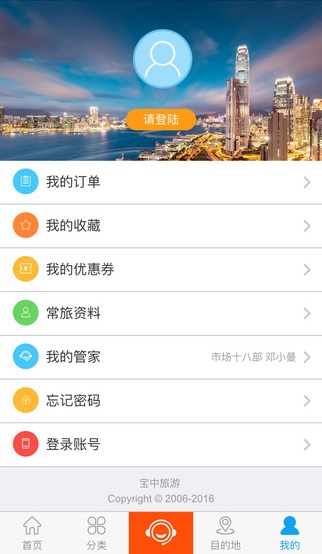 请登陆
我的订单
我的收藏
我的优惠券
常旅资料
我的管家 市场十八部 邓小曼
忘记密码
登录账号
宝中旅游
Copyright © 2006-2016
首页 分类 目的地 我的